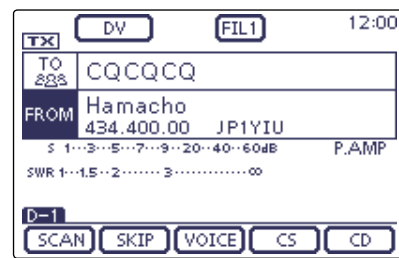 TX DV FIL1 12:00
TO CQCQCQ
FROM Hamacho
434.400.00 JP1YIU
S 1···3···5···7···9···20··40··60dB P.AMP
SWR 1···1.5···2······· 3·············∞
D-1
SCAN SKIP VOICE CS CD